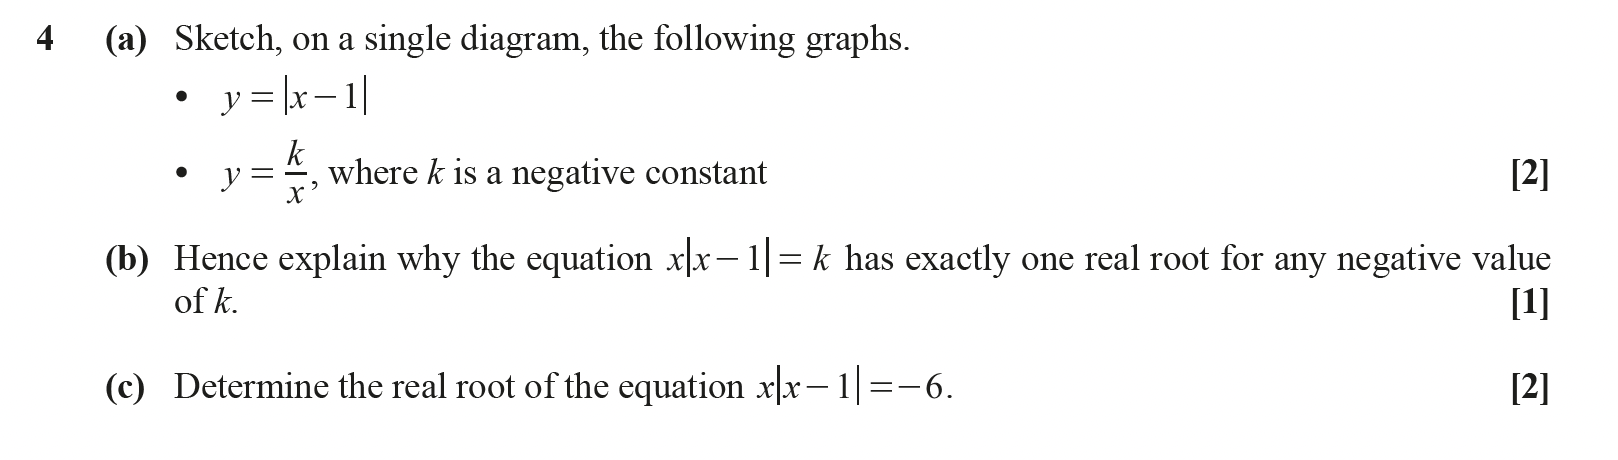 4 (a) Sketch, on a single diagram, the following graphs.
• y = |x − 1|
• y = k/x, where k is a negative constant [2]
(b) Hence explain why the equation x|x − 1| = k has exactly one real root for any negative value
of k. [1]
(c) Determine the real root of the equation x|x − 1| = −6. [2]